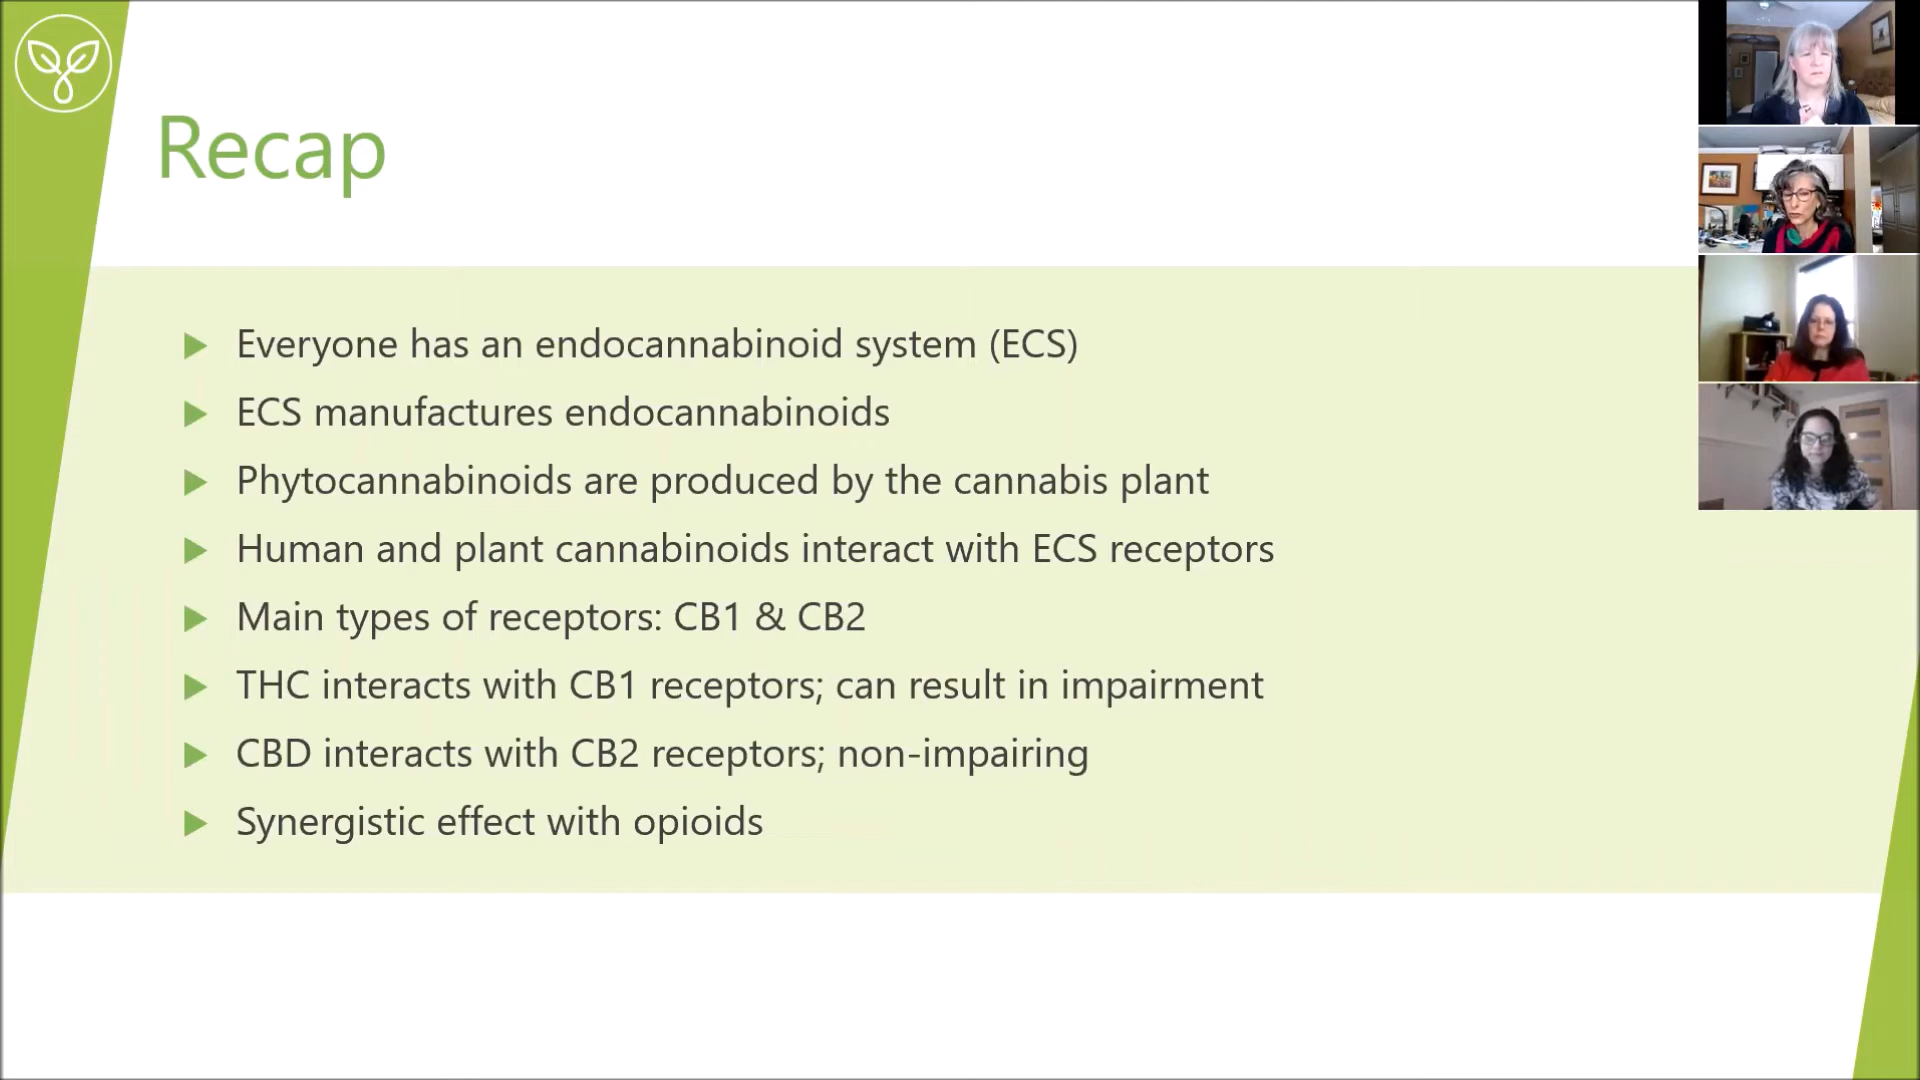 Recap
Everyone has an endocannabinoid system (ECS)
ECS manufactures endocannabinoids
Phytocannabinoids are produced by the cannabis plant
Human and plant cannabinoids interact with ECS receptors
Main types of receptors: CB1 & CB2
THC interacts with CB1 receptors; can result in impairment
CBD interacts with CB2 receptors; non-impairing
Synergistic effect with opioids